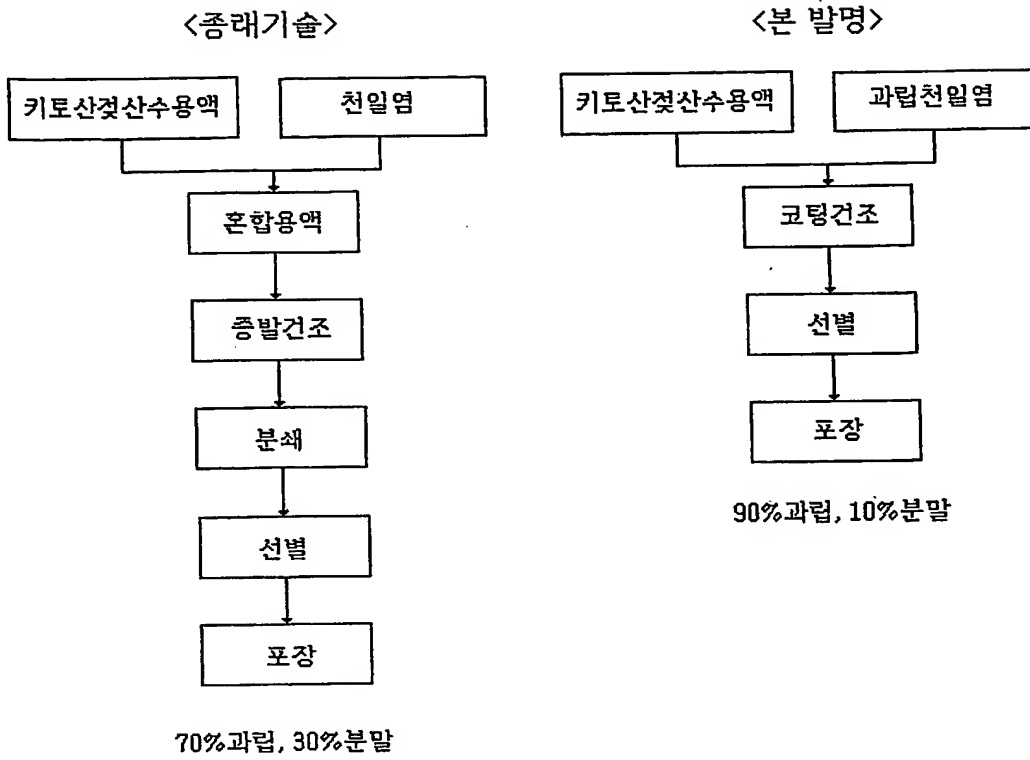 <종래기술>
키토산젖산수용액
천일염
혼합용액
증발건조
분쇄
선별
포장
70%과립, 30%분말
<본 발명>
키토산젖산수용액
과립천일염
코팅건조
선별
포장
90%과립, 10%분말